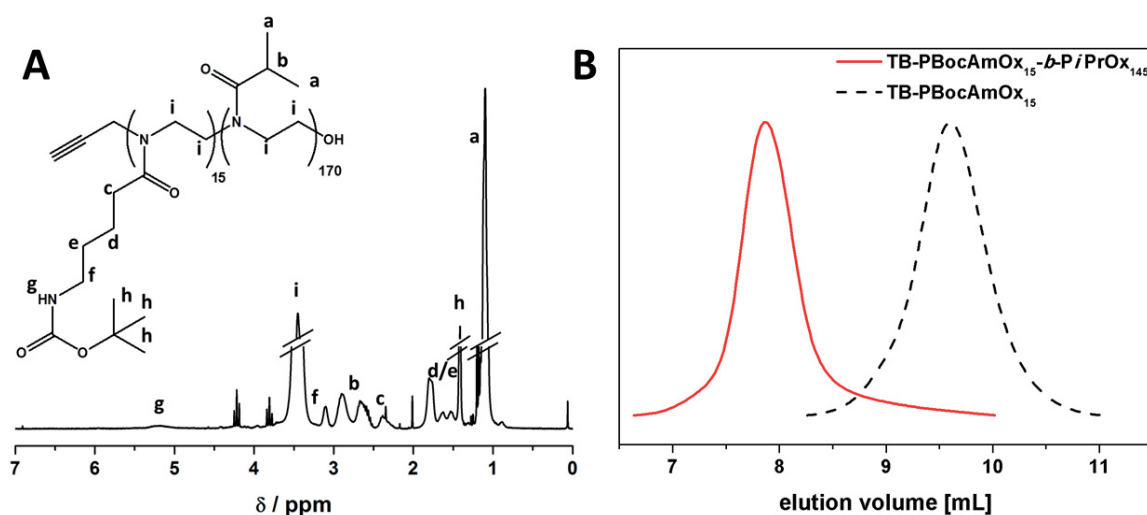 A
a
b
a
O
i
i
N
N
i
i
OH
15
170
c
O
e
d
f
g
HN
h
h
h
O
O
a
i
h
f
b
d/e
c
g
7 6 5 4 3 2 1 0
δ / ppm
B
TB-PBocAmOx15-b-PiPrOx145
TB-PBocAmOx15
7 8 9 10 11
elution volume [mL]